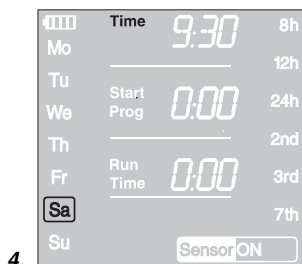 Time 9:30 8h
Mo
12h
Tu
Start
Prog 0:00 24h
We
2nd
Th
Run
Time 0:00 3rd
Fr
Sa 7th
Su
Sensor ON
4